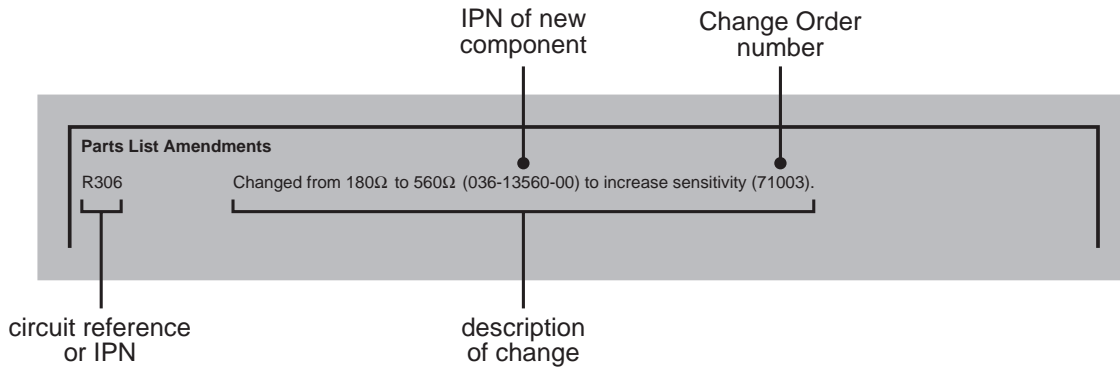 IPN of new
component
Change Order
number
Parts List Amendments
R306 Changed from 180Ω to 560Ω (036-13560-00) to increase sensitivity (71003).
circuit reference
or IPN
description
of change